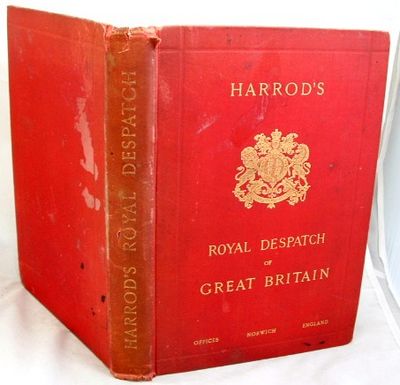 HARROD'S ROYAL DESPATCH
HARROD'S
ROYAL DESPATCH
OF
GREAT BRITAIN
OFFICES NORWICH ENGLAND